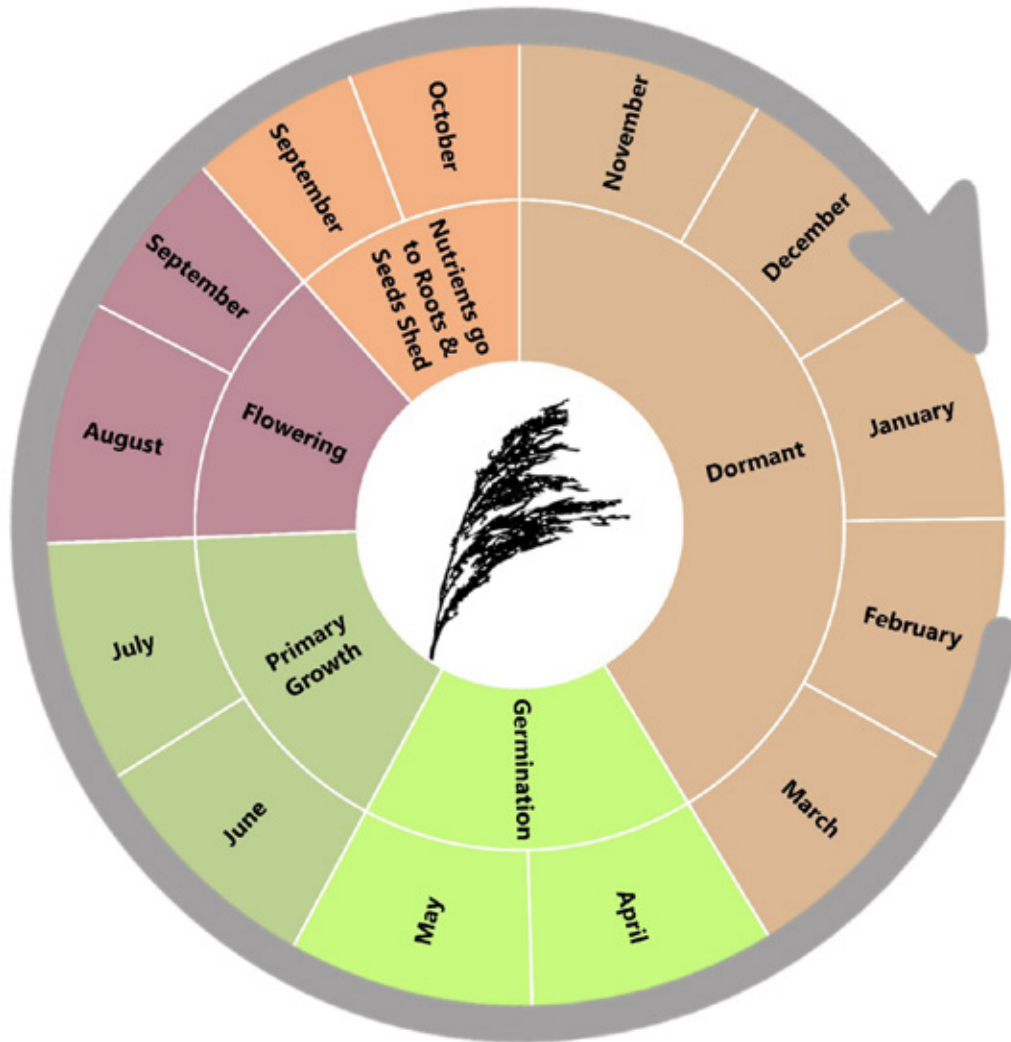 November
December
January
February
March
April
May
June
July
August
September
September
October
Dormant
Germination
Primary
Growth
Flowering
Nutrients go
to Roots &
Seeds Shed